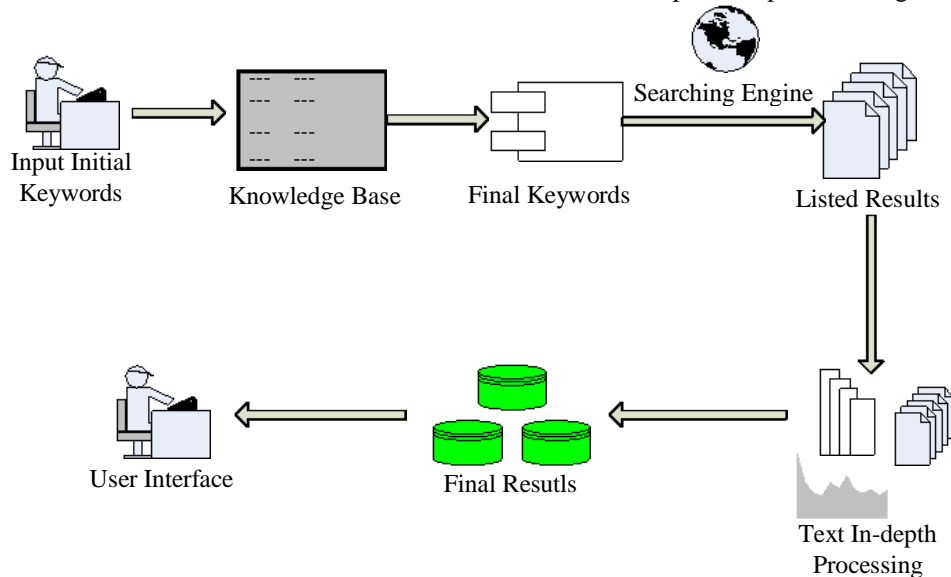 Searching Engine
Input Initial
Keywords
Knowledge Base
Final Keywords
Listed Results
User Interface
Final Resutls
Text In-depth
Processing